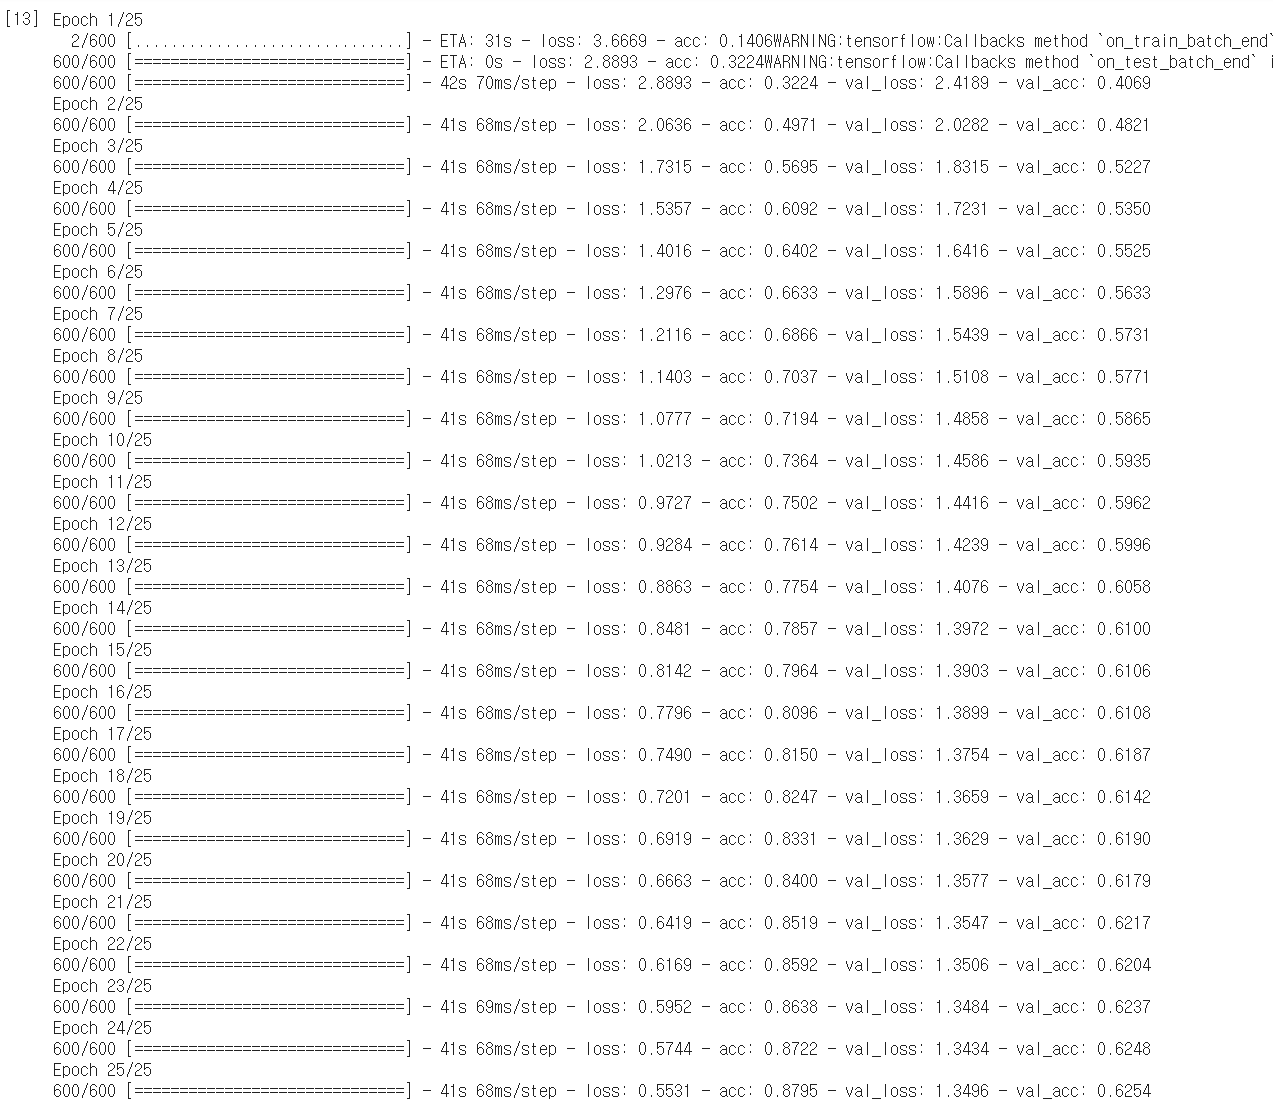 [13] Epoch 1/25
2/600 [..............................] - ETA: 31s - loss: 3.6669 - acc: 0.1406WARNING:tensorflow:Callbacks method `on_train_batch_end`
600/600 [==============================] - ETA: 0s - loss: 2.8893 - acc: 0.3224WARNING:tensorflow:Callbacks method `on_test_batch_end` i
600/600 [==============================] - 42s 70ms/step - loss: 2.8893 - acc: 0.3224 - val_loss: 2.4189 - val_acc: 0.4069
Epoch 2/25
600/600 [==============================] - 41s 68ms/step - loss: 2.0636 - acc: 0.4971 - val_loss: 2.0282 - val_acc: 0.4821
Epoch 3/25
600/600 [==============================] - 41s 68ms/step - loss: 1.7315 - acc: 0.5695 - val_loss: 1.8315 - val_acc: 0.5227
Epoch 4/25
600/600 [==============================] - 41s 68ms/step - loss: 1.5357 - acc: 0.6092 - val_loss: 1.7231 - val_acc: 0.5350
Epoch 5/25
600/600 [==============================] - 41s 68ms/step - loss: 1.4016 - acc: 0.6402 - val_loss: 1.6416 - val_acc: 0.5525
Epoch 6/25
600/600 [==============================] - 41s 68ms/step - loss: 1.2976 - acc: 0.6633 - val_loss: 1.5896 - val_acc: 0.5633
Epoch 7/25
600/600 [==============================] - 41s 68ms/step - loss: 1.2116 - acc: 0.6866 - val_loss: 1.5439 - val_acc: 0.5731
Epoch 8/25
600/600 [==============================] - 41s 68ms/step - loss: 1.1403 - acc: 0.7037 - val_loss: 1.5108 - val_acc: 0.5771
Epoch 9/25
600/600 [==============================] - 41s 68ms/step - loss: 1.0777 - acc: 0.7194 - val_loss: 1.4858 - val_acc: 0.5865
Epoch 10/25
600/600 [==============================] - 41s 68ms/step - loss: 1.0213 - acc: 0.7364 - val_loss: 1.4586 - val_acc: 0.5935
Epoch 11/25
600/600 [==============================] - 41s 68ms/step - loss: 0.9727 - acc: 0.7502 - val_loss: 1.4416 - val_acc: 0.5962
Epoch 12/25
600/600 [==============================] - 41s 68ms/step - loss: 0.9284 - acc: 0.7614 - val_loss: 1.4239 - val_acc: 0.5996
Epoch 13/25
600/600 [==============================] - 41s 68ms/step - loss: 0.8863 - acc: 0.7754 - val_loss: 1.4076 - val_acc: 0.6058
Epoch 14/25
600/600 [==============================] - 41s 68ms/step - loss: 0.8481 - acc: 0.7857 - val_loss: 1.3972 - val_acc: 0.6100
Epoch 15/25
600/600 [==============================] - 41s 68ms/step - loss: 0.8142 - acc: 0.7964 - val_loss: 1.3903 - val_acc: 0.6106
Epoch 16/25
600/600 [==============================] - 41s 68ms/step - loss: 0.7796 - acc: 0.8096 - val_loss: 1.3899 - val_acc: 0.6108
Epoch 17/25
600/600 [==============================] - 41s 68ms/step - loss: 0.7490 - acc: 0.8150 - val_loss: 1.3754 - val_acc: 0.6187
Epoch 18/25
600/600 [==============================] - 41s 68ms/step - loss: 0.7201 - acc: 0.8247 - val_loss: 1.3659 - val_acc: 0.6142
Epoch 19/25
600/600 [==============================] - 41s 68ms/step - loss: 0.6919 - acc: 0.8331 - val_loss: 1.3629 - val_acc: 0.6190
Epoch 20/25
600/600 [==============================] - 41s 68ms/step - loss: 0.6663 - acc: 0.8400 - val_loss: 1.3577 - val_acc: 0.6179
Epoch 21/25
600/600 [==============================] - 41s 68ms/step - loss: 0.6419 - acc: 0.8519 - val_loss: 1.3547 - val_acc: 0.6217
Epoch 22/25
600/600 [==============================] - 41s 68ms/step - loss: 0.6169 - acc: 0.8592 - val_loss: 1.3506 - val_acc: 0.6204
Epoch 23/25
600/600 [==============================] - 41s 69ms/step - loss: 0.5952 - acc: 0.8638 - val_loss: 1.3484 - val_acc: 0.6237
Epoch 24/25
600/600 [==============================] - 41s 68ms/step - loss: 0.5744 - acc: 0.8722 - val_loss: 1.3434 - val_acc: 0.6248
Epoch 25/25
600/600 [==============================] - 41s 68ms/step - loss: 0.5531 - acc: 0.8795 - val_loss: 1.3496 - val_acc: 0.6254